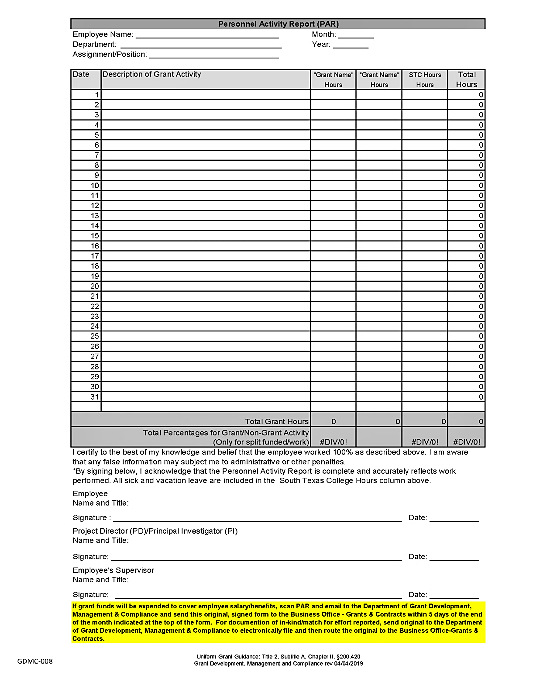 Personnel Activity Report (PAR)
Employee Name: Month:
Department: Year:
Assignment/Position:
Date Description of Grant Activity "Grant Name" Hours "Grant Name" Hours STC Hours Hours Total Hours
1 0
2 0
3 0
4 0
5 0
6 0
7 0
8 0
9 0
10 0
11 0
12 0
13 0
14 0
15 0
16 0
17 0
18 0
19 0
20 0
21 0
22 0
23 0
24 0
25 0
26 0
27 0
28 0
29 0
30 0
31 0
Total Grant Hours 0 0 0 0
Total Percentages for Grant/Non-Grant Activity
(Only for split funded/work) #DIV/0! #DIV/0! #DIV/0!
I certify to the best of my knowledge and belief that the employee worked 100% as described above. I am aware
that any false information may subject me to administrative or other penalties.
"By signing below, I acknowledge that the Personnel Activity Report is complete and accurately reflects work
performed. All sick and vacation leave are included in the South Texas College Hours column above.
Employee
Name and Title:
Signature : Date:
Project Director (PD)/Principal Investigator (PI)
Name and Title:
Signature: Date:
Employee's Supervisor
Name and Title:
Signature: Date:
If grant funds will be expended to cover employee salary/benefits, scan PAR and email to the Department of Grant Development,
Management & Compliance and send this original, signed form to the Business Office - Grants & Contracts within 5 days of the end
of the month indicated at the top of the form. For documention of in-kind/match for effort reported, send original to the Department
of Grant Development, Management & Compliance to electronically file and then route the original to the Business Office-Grants &
Contracts.
Uniform Grant Guidance: Title 2, Subtitle A, Chapter II, §200.420
GDMC-008 Grant Development, Management and Compliance rev 04/04/2019